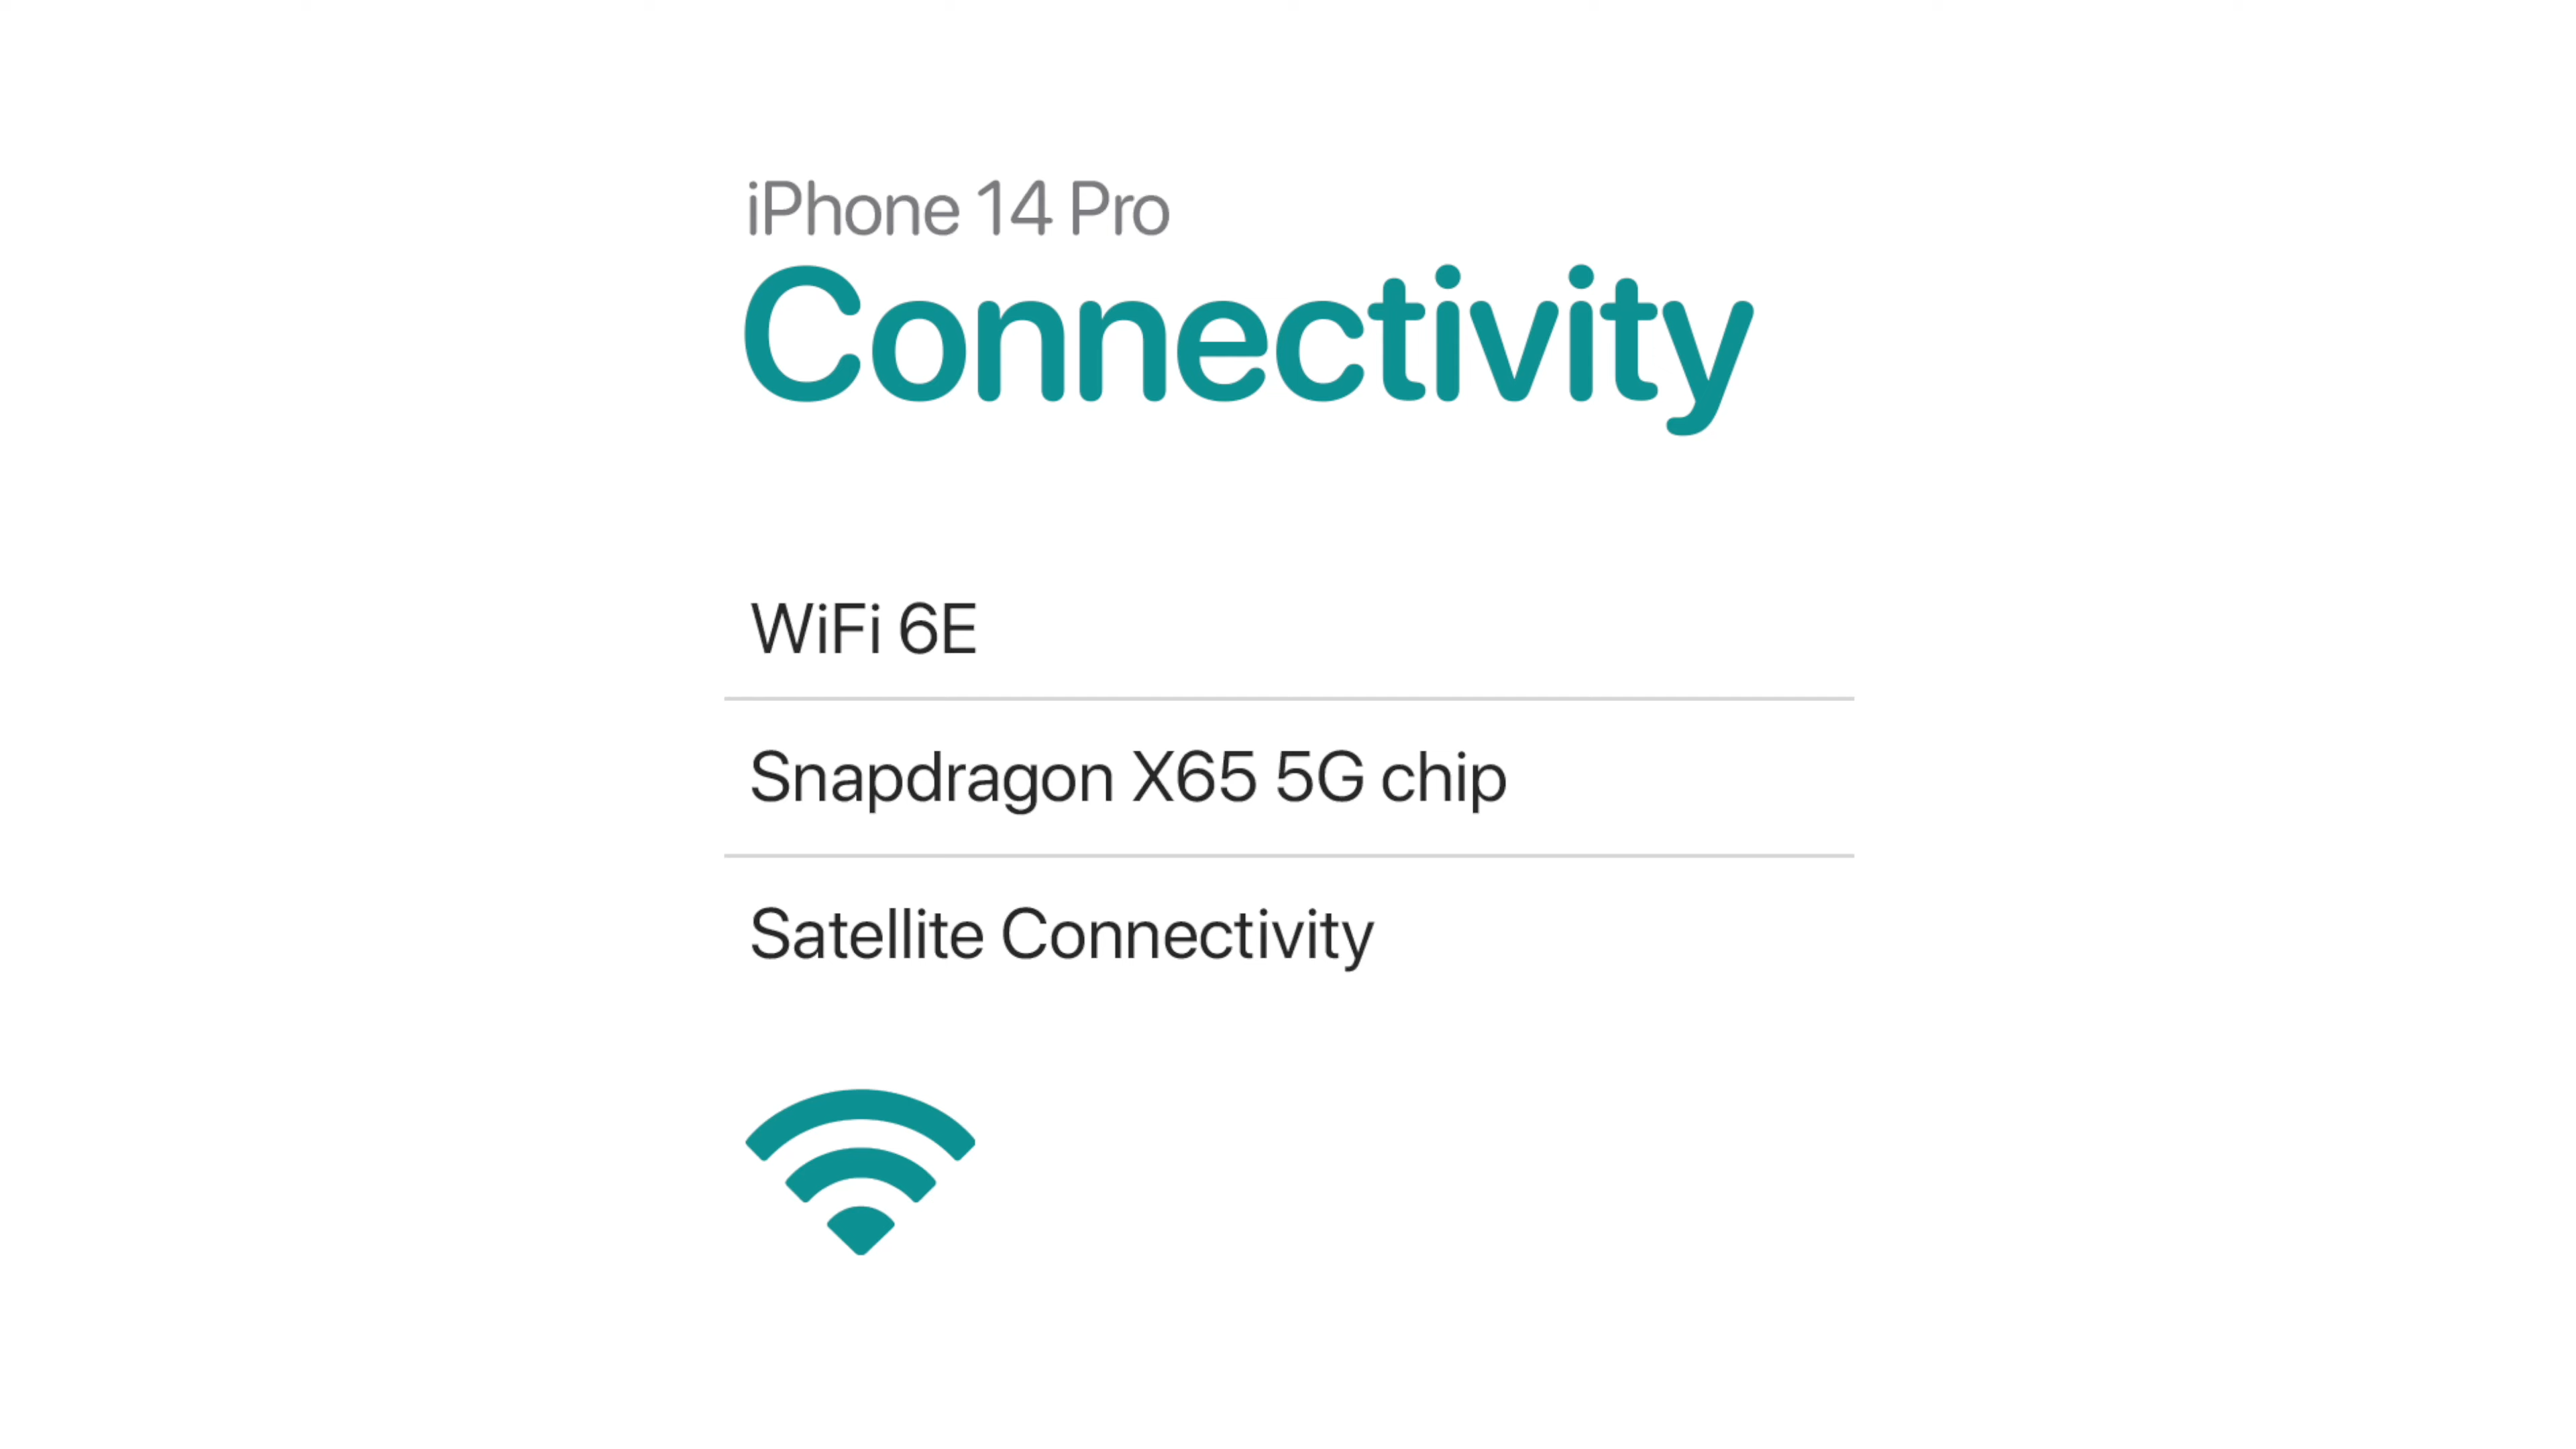 iPhone 14 Pro
Connectivity
WiFi 6E
Snapdragon X65 5G chip
Satellite Connectivity